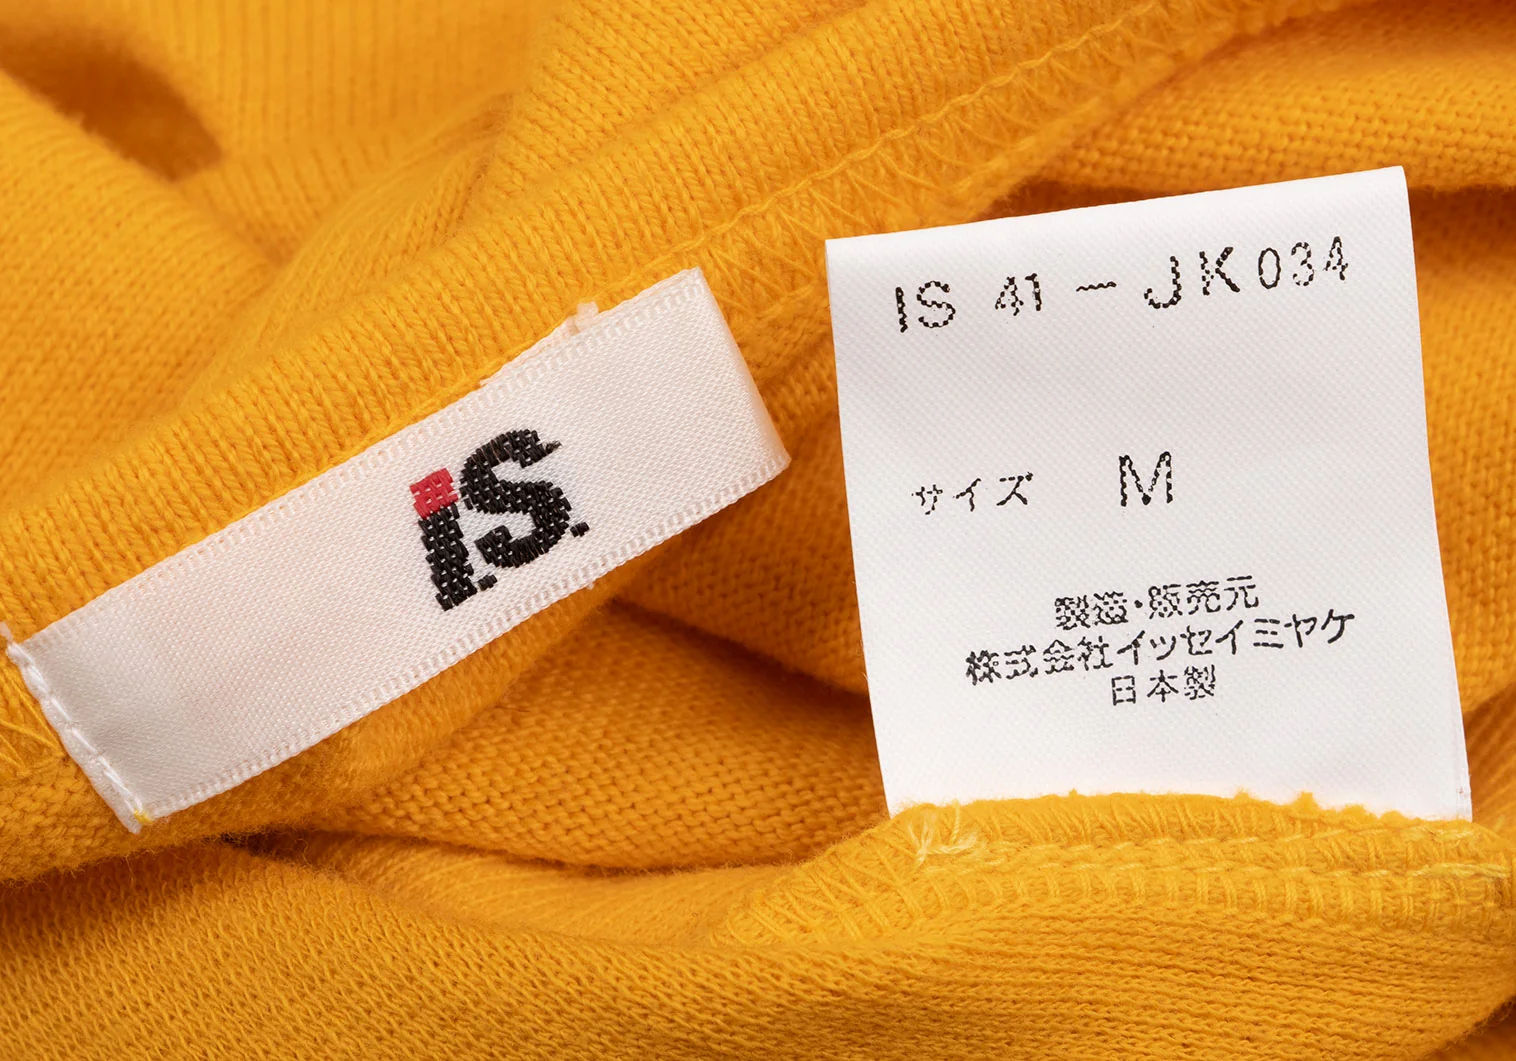 I.S.
IS 41-JK034
サイズ M
製造・販売元
株式会社イッセイミヤケ
日本製